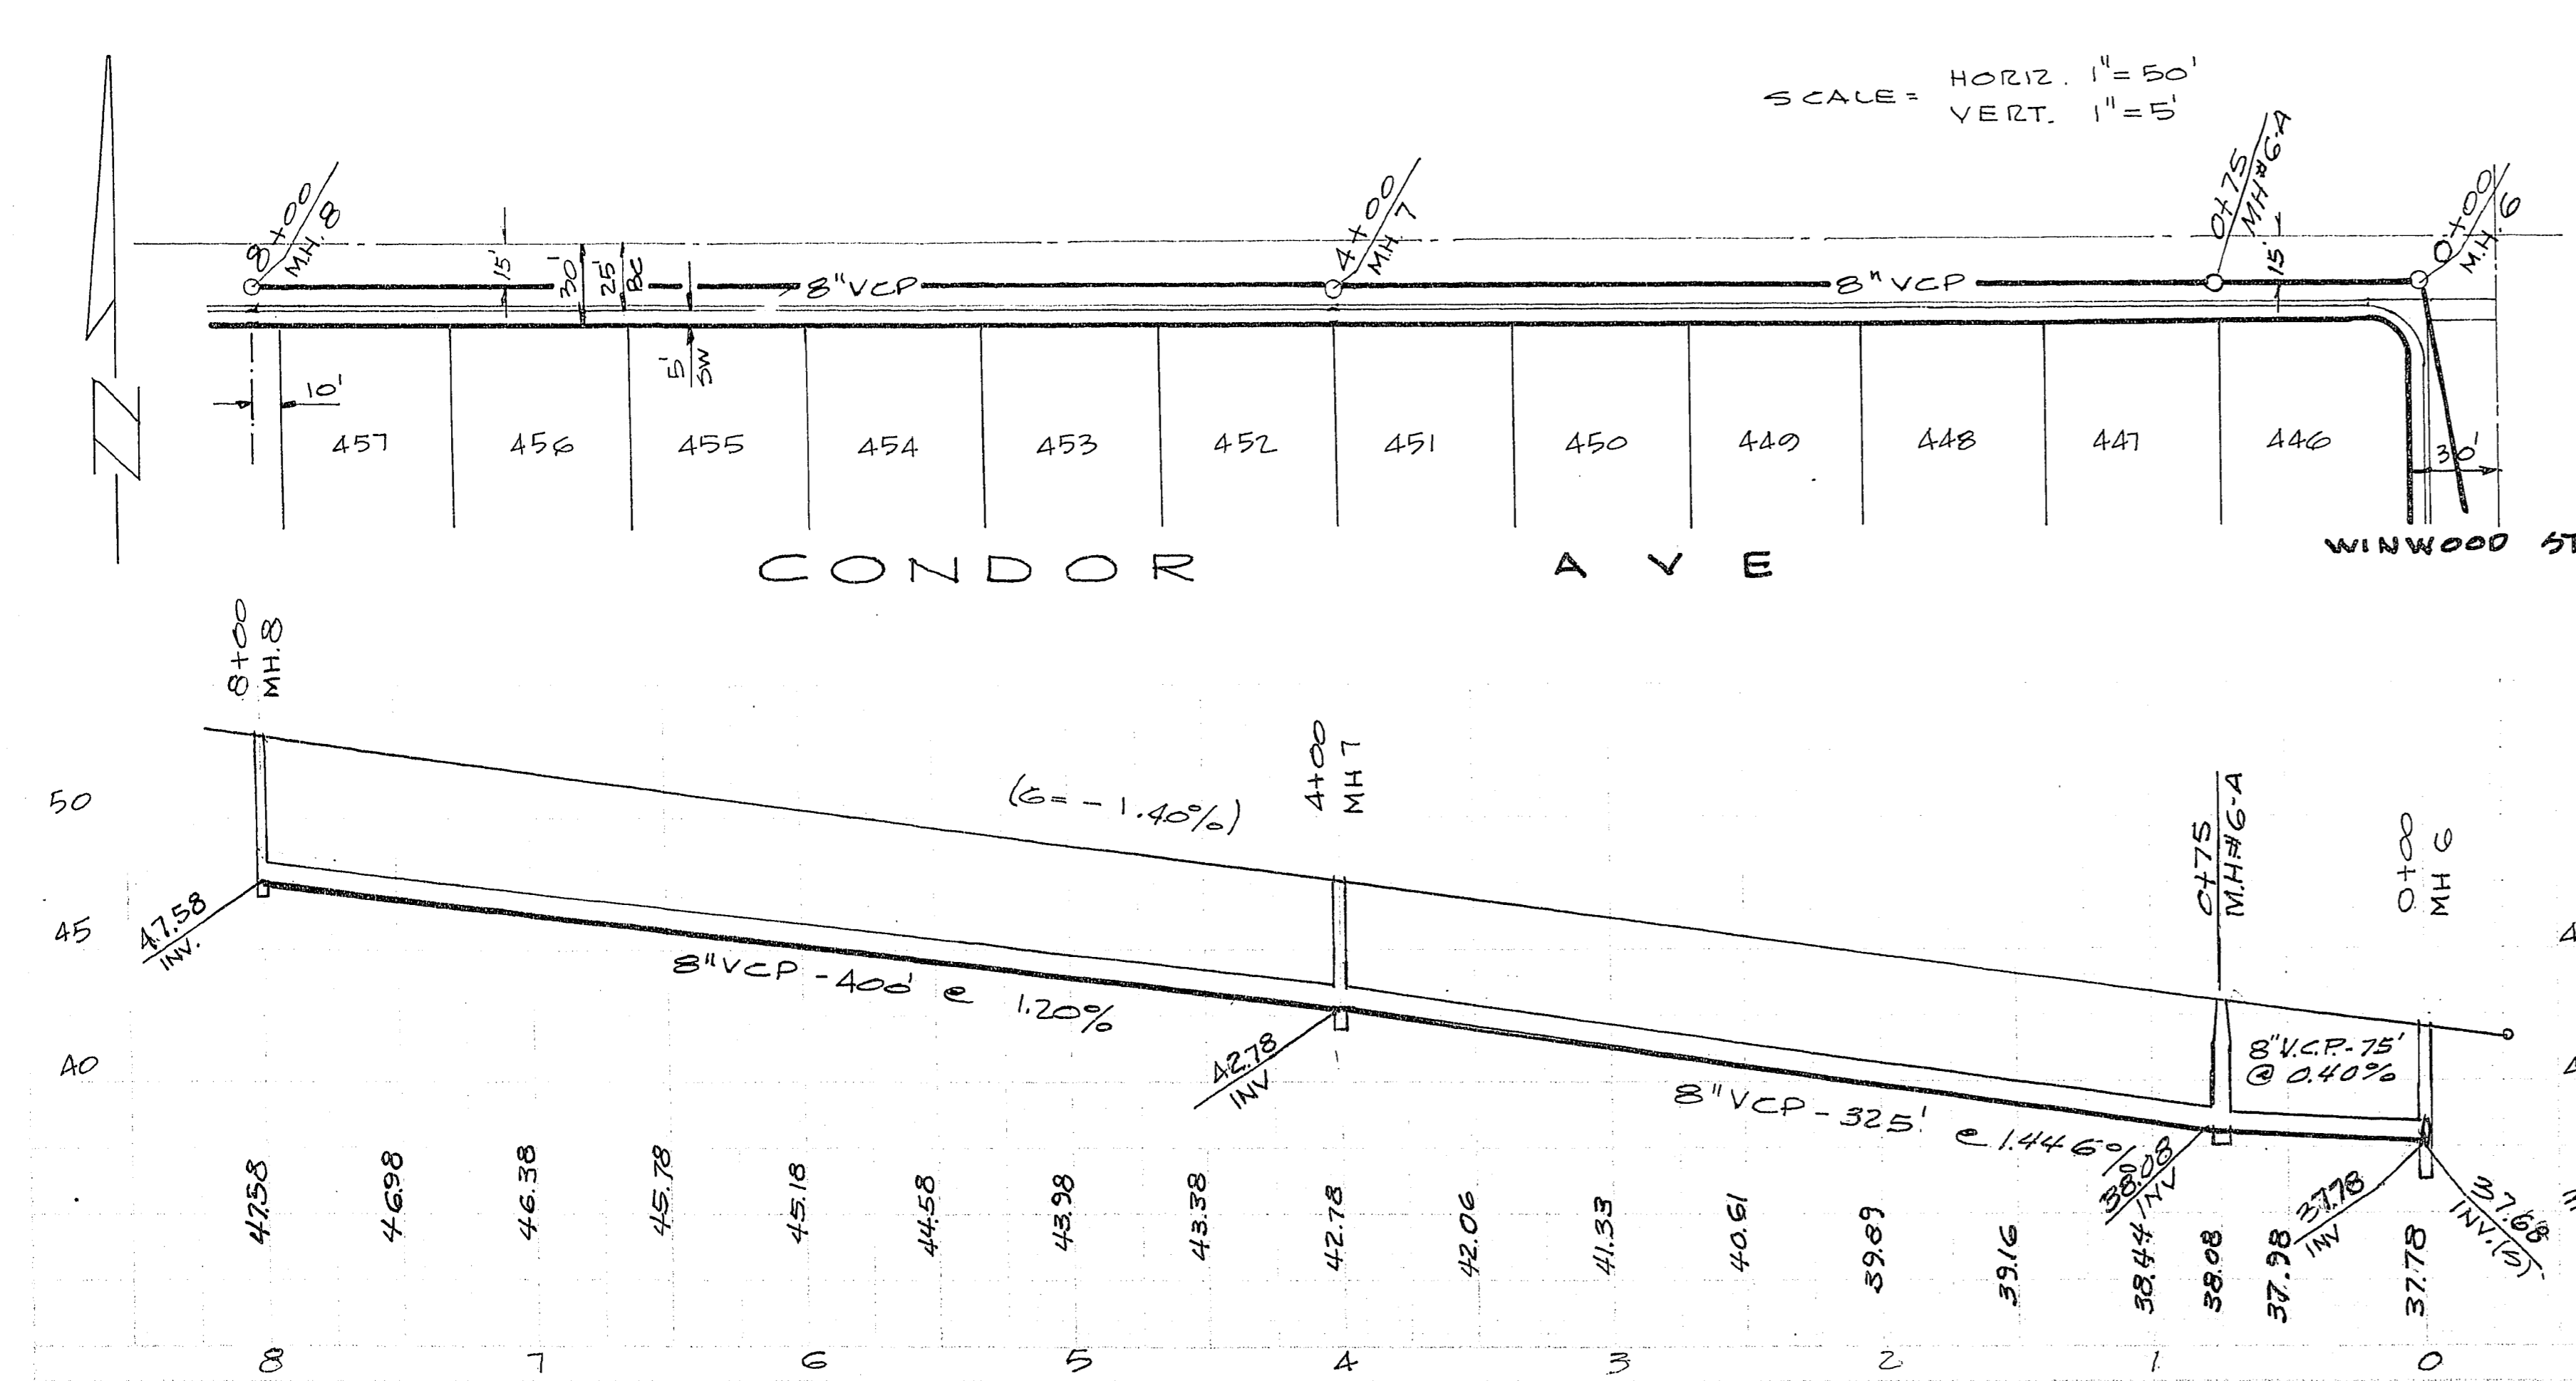 SCALE = HORIZ. 1"=50'
VERT. 1"=5'
8+00
M.H. 8
4+00
M.H. 7
0+75
MH#6-A
0+00
M.H. 6
15'
30'
25'
BC
8"VCP
8"VCP
15'
5'
SW
10'
N
457
456
455
454
453
452
451
450
449
448
447
446
30'
WINWOOD ST
CONDOR AVE
8+00
MH.8
4+00
MH 7
0+75
M.H.#6-A
0+00
MH 6
50
45
40
(G= -1.40%)
47.58
INV.
8"VCP - 400' @ 1.20%
42.78
INV
8"VCP - 325' @ 1.446%
8"V.C.P.-75'
@ 0.40%
38.08
INV
37.78
INV
37.68
INV.(S)
47.58
46.98
46.38
45.78
45.18
44.58
43.98
43.38
42.78
42.06
41.33
40.61
39.89
39.16
38.44
38.08
37.98
37.78
8
7
6
5
4
3
2
1
0